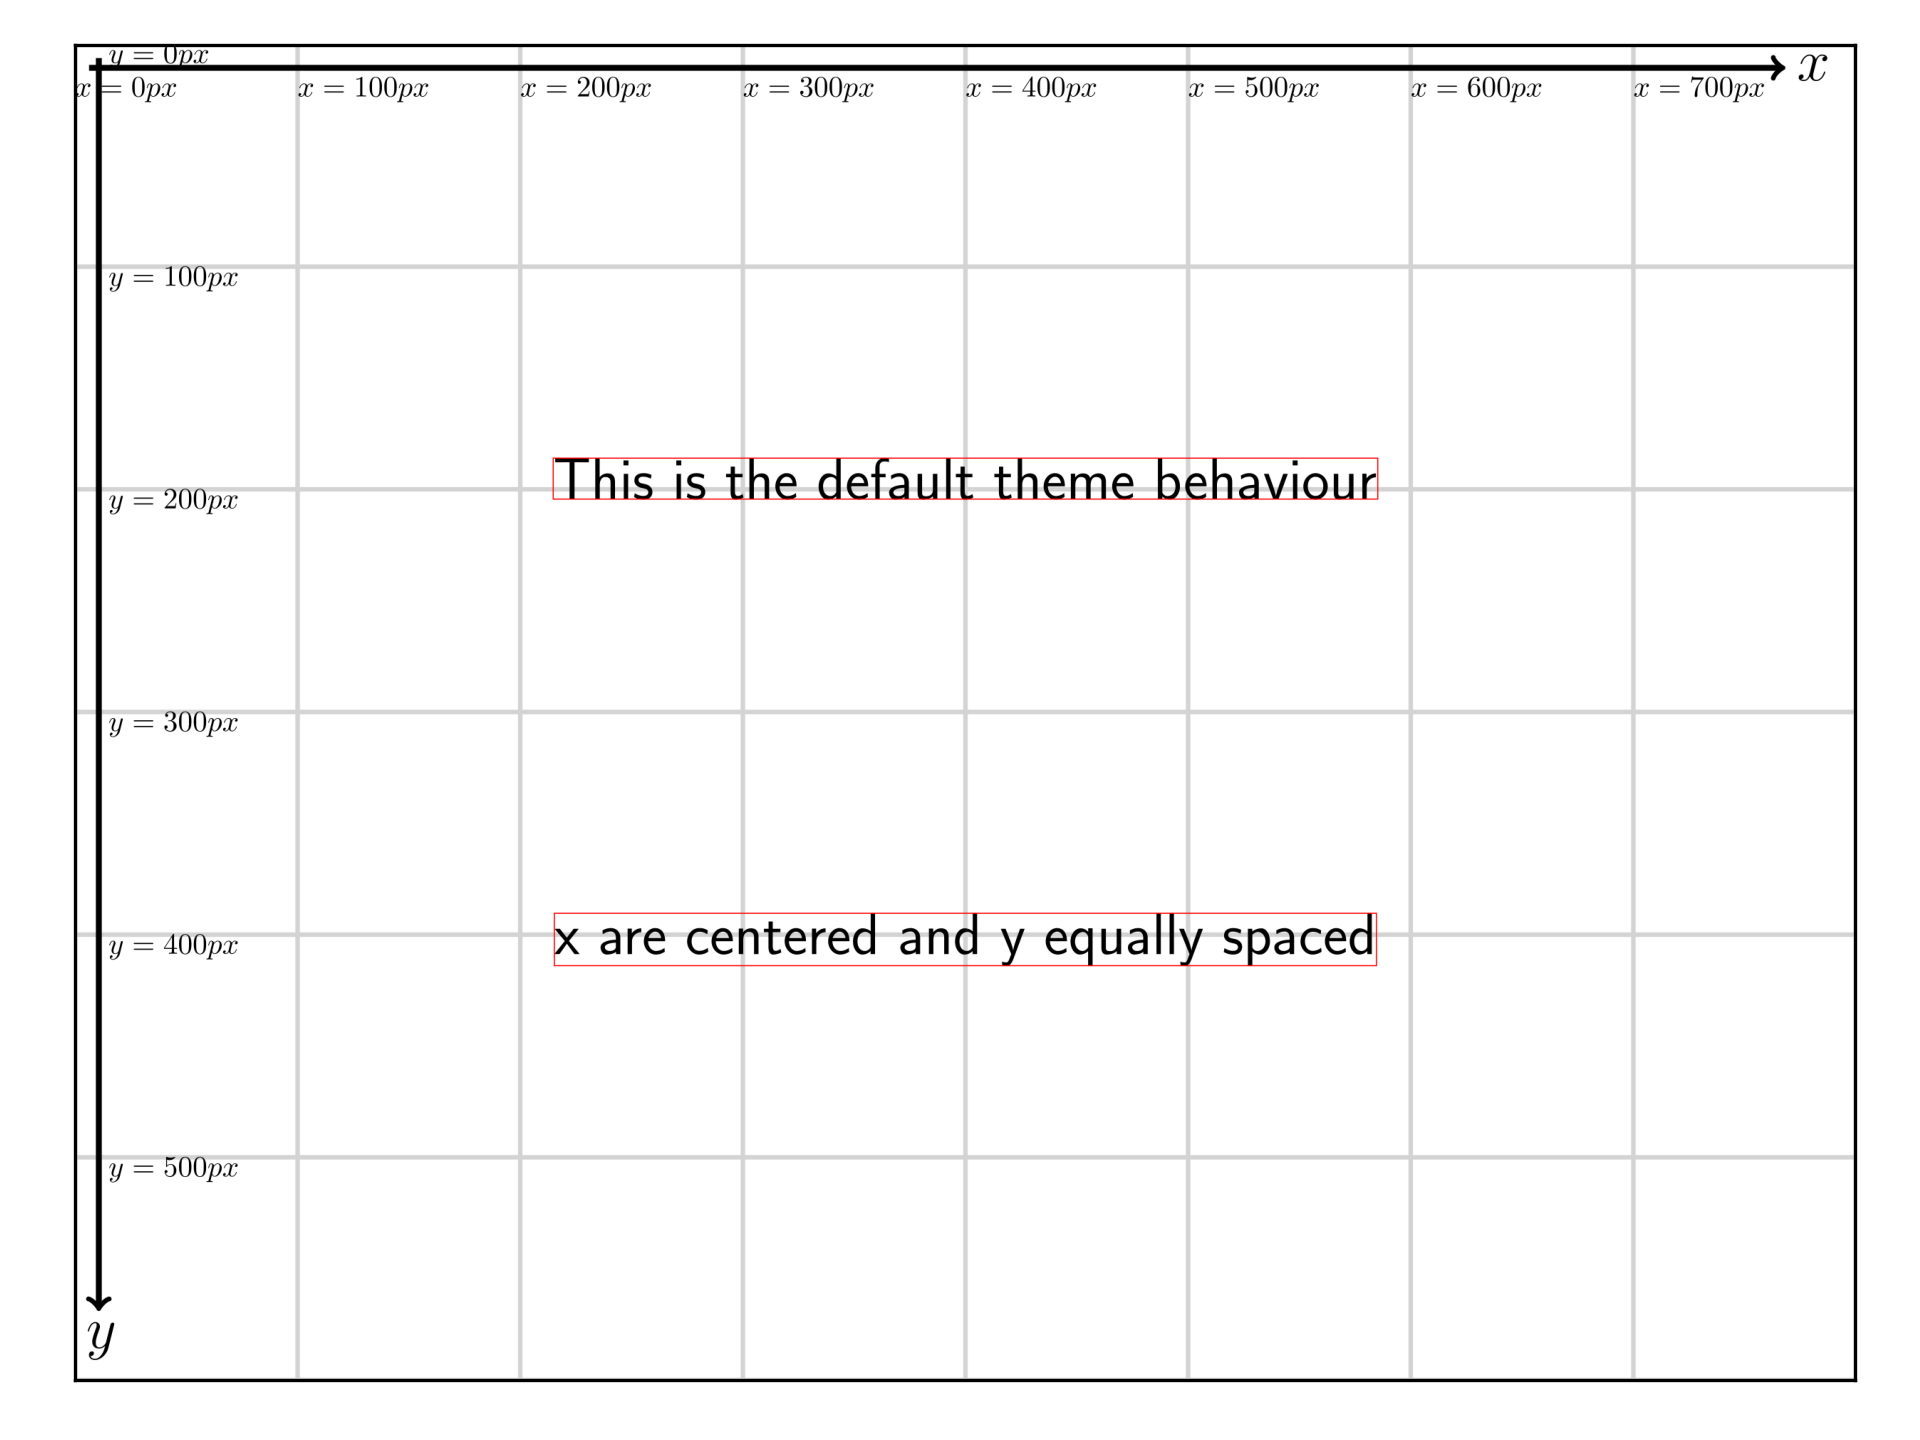 y = 0px
x
x = 0px x = 100px x = 200px x = 300px x = 400px x = 500px x = 600px x = 700px
y = 100px
This is the default theme behaviour
y = 200px
y = 300px
x are centered and y equally spaced
y = 400px
y = 500px
y